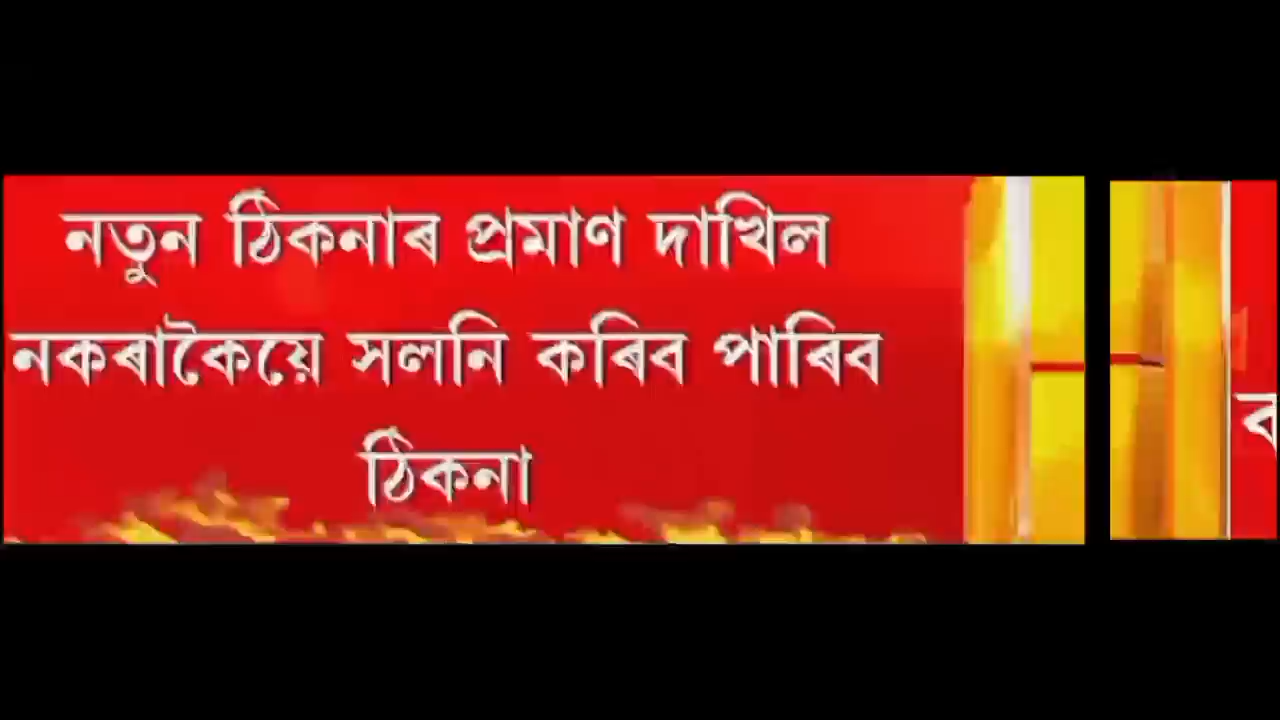 নতুন ঠিকনাৰ প্ৰমাণ দাখিল
নকৰাকৈয়ে সলনি কৰিব পাৰিব
ঠিকনা